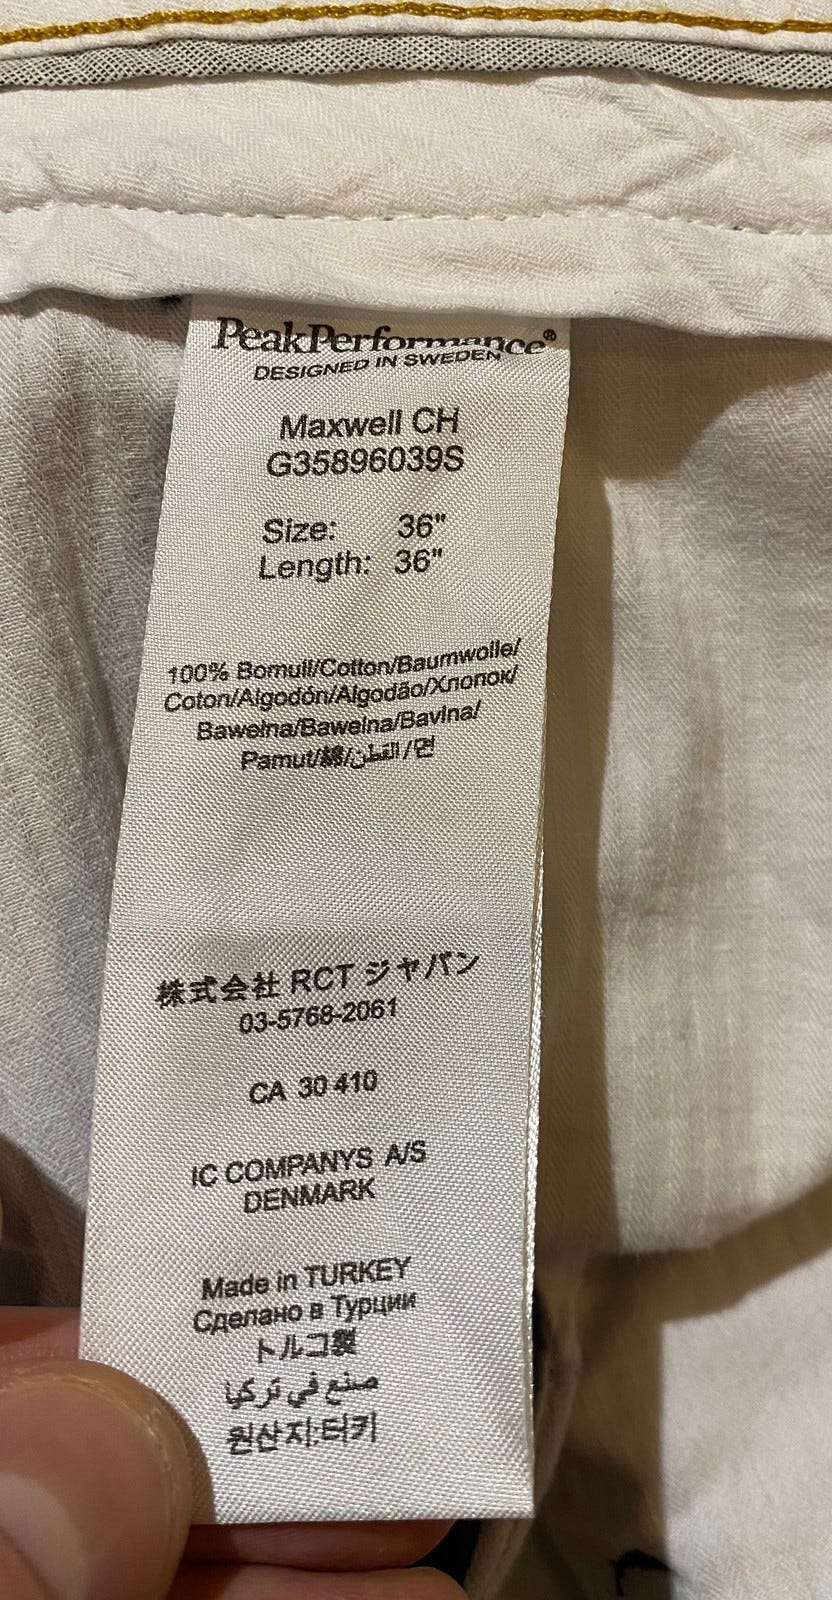 PeakPerformance®
DESIGNED IN SWEDEN
Maxwell CH
G35896039S
Size: 36"
Length: 36"
100% Bomull/Cotton/Baumwolle/
Coton/Algodón/Algodão/Хлопок/
Bawełna/Bavlna/
Pamut/綿/القطن/면
株式会社 RCT ジャパン
03-5768-2061
CA 30 410
IC COMPANYS A/S
DENMARK
Made in TURKEY
Сделано в Турции
トルコ製
صنع في تركيا
원산지:터키